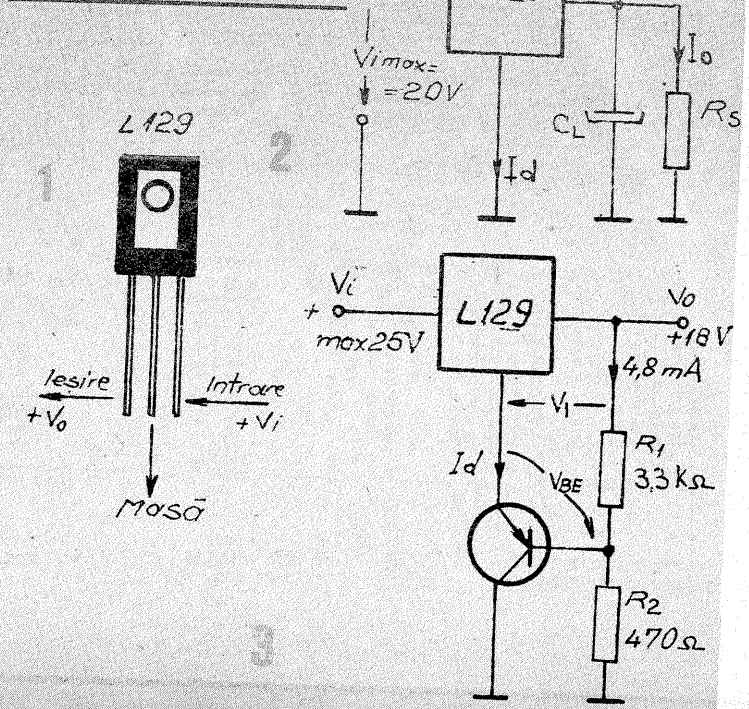 1
L129
Iesire
+Vo
Intrare
+Vi
Masā
2
Vimax=
=20V
Id
CL
Io
RS
Vi
+
max25V
L129
Vo
+18V
4,8mA
V1
Id
VBE
R1
3,3kΩ
R2
470Ω
3